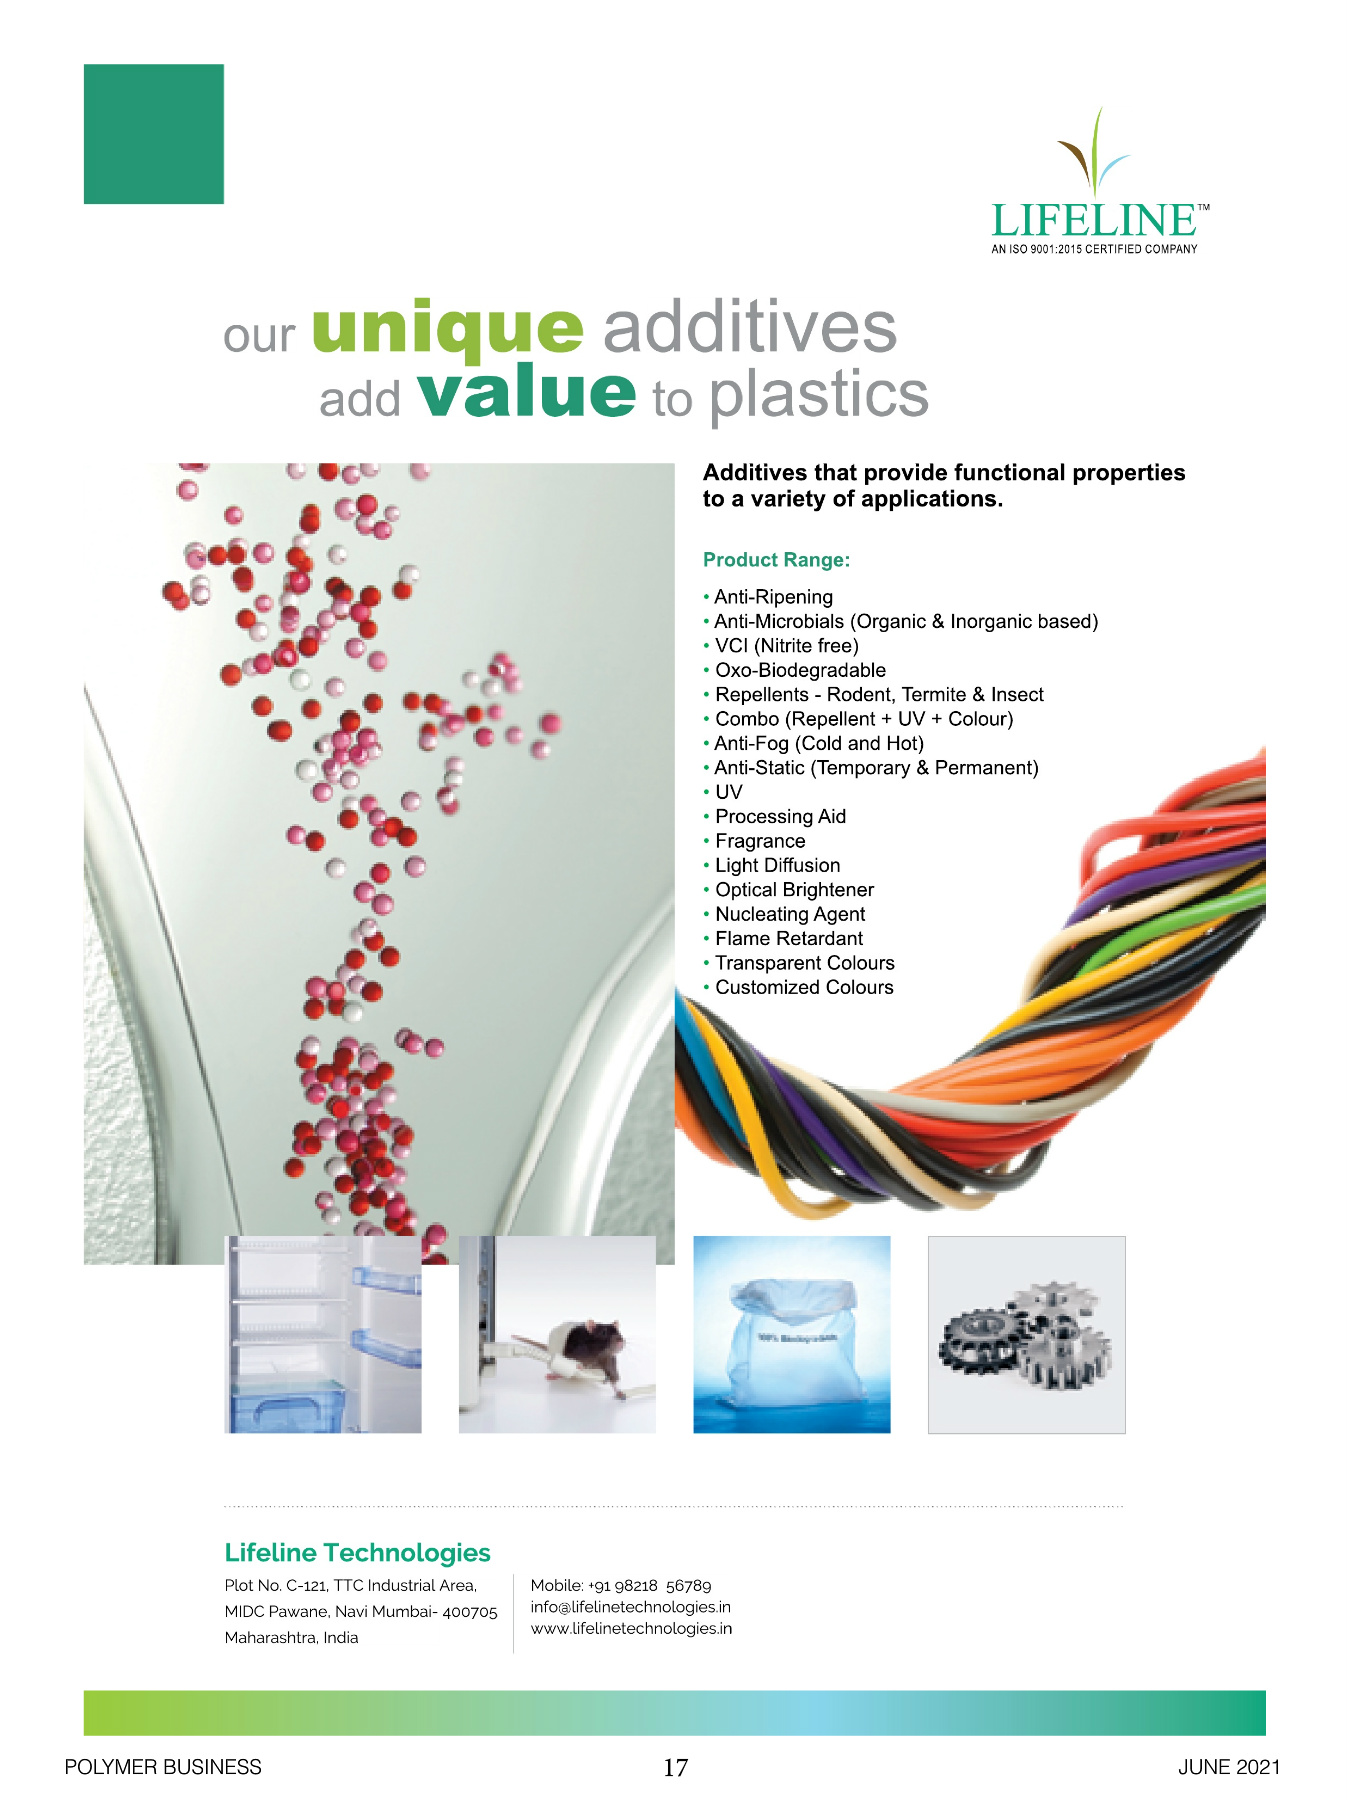 LIFELINE™
AN ISO 9001:2015 CERTIFIED COMPANY
our unique additives
add value to plastics
Additives that provide functional properties
to a variety of applications.
Product Range:
• Anti-Ripening
• Anti-Microbials (Organic & Inorganic based)
• VCI (Nitrite free)
• Oxo-Biodegradable
• Repellents - Rodent, Termite & Insect
• Combo (Repellent + UV + Colour)
• Anti-Fog (Cold and Hot)
• Anti-Static (Temporary & Permanent)
• UV
• Processing Aid
• Fragrance
• Light Diffusion
• Optical Brightener
• Nucleating Agent
• Flame Retardant
• Transparent Colours
• Customized Colours
100%
Lifeline Technologies
Plot No. C-121, TTC Industrial Area,
MIDC Pawane, Navi Mumbai- 400705
Maharashtra, India
Mobile: +91 98218 56789
info@lifelinetechnologies.in
www.lifelinetechnologies.in
POLYMER BUSINESS
17
JUNE 2021